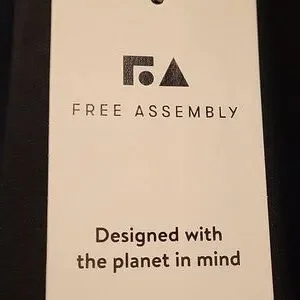 FREE ASSEMBLY
Designed with
the planet in mind